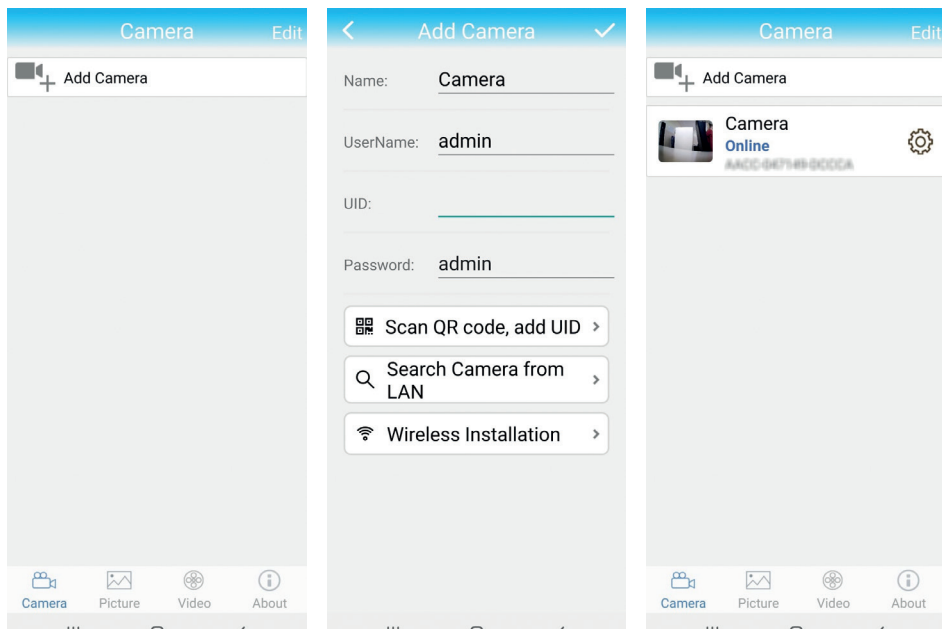 Camera
Edit
Add Camera
Camera
Picture
Video
About
Add Camera
Name: Camera
UserName: admin
UID:
Password: admin
Scan QR code, add UID
Search Camera from
LAN
Wireless Installation
Camera
Edit
Add Camera
Camera
Online
Camera
Picture
Video
About